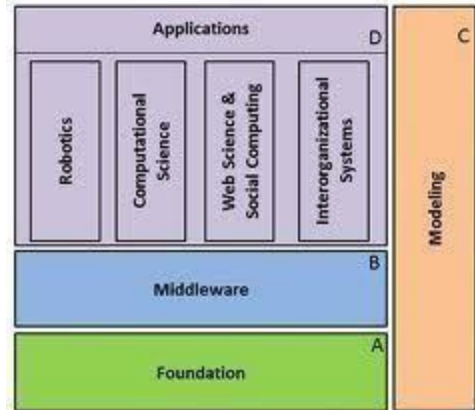 Applications
D
C
Robotics
Computational
Science
Web Science &
Social Computing
Interorganizational
Systems
Modeling
B
Middleware
A
Foundation